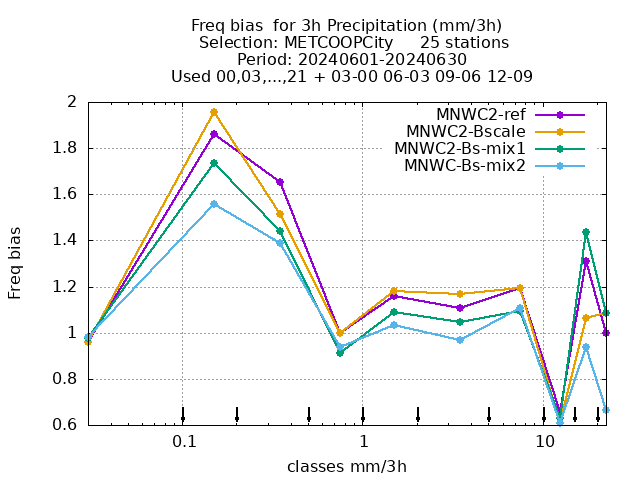 Freq bias  for 3h Precipitation (mm/3h)
Selection: METCOOPCity     25 stations
Period: 20240601-20240630
Used 00,03,...,21 + 03-00 06-03 09-06 12-09
MNWC2-ref
MNWC2-Bscale
MNWC2-Bs-mix1
MNWC-Bs-mix2
2
1.8
1.6
1.4
1.2
1
0.8
0.6
Freq bias
0.1 1 10
classes mm/3h